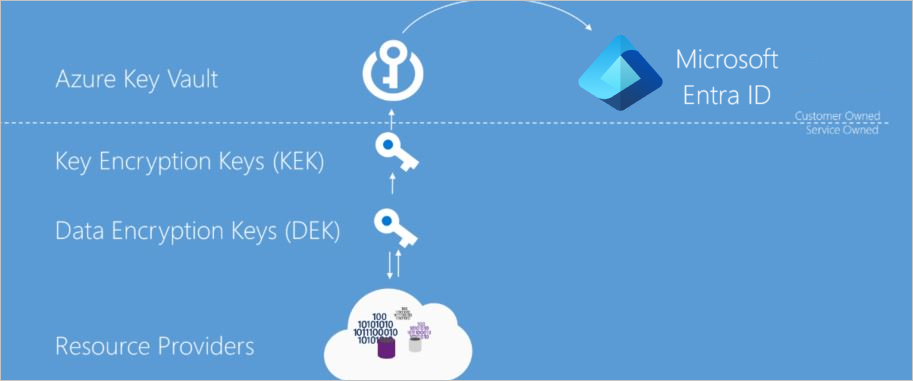 Azure Key Vault
Microsoft
Entra ID
Customer Owned
Service Owned
Key Encryption Keys (KEK)
Data Encryption Keys (DEK)
Resource Providers
100
10101010
1011100010